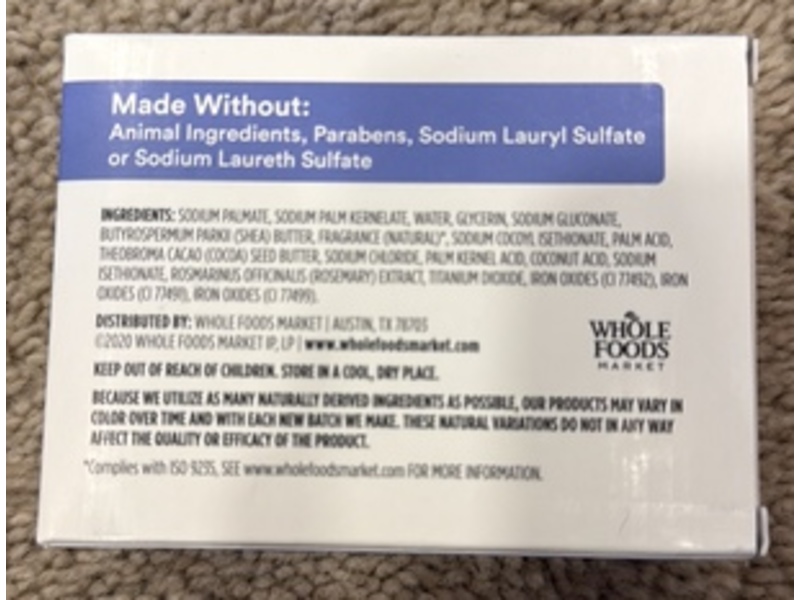 Made Without:
Animal Ingredients, Parabens, Sodium Lauryl Sulfate
or Sodium Laureth Sulfate
INGREDIENTS: SODIUM PALMATE, SODIUM PALM KERNELATE, WATER, GLYCERIN, SODIUM GLUCONATE,
BUTYROSPERMUM PARKII (SHEA) BUTTER, FRAGRANCE (NATURAL)*, SODIUM COCOYL ISETHIONATE, PALM ACID,
THEOBROMA CACAO (COCOA) SEED BUTTER, SODIUM CHLORIDE, PALM KERNEL ACID, COCONUT ACID, SODIUM
ISETHIONATE, ROSMARINUS OFFICINALIS (ROSEMARY) EXTRACT, TITANIUM DIOXIDE, IRON OXIDES (CI 77492), IRON
OXIDES (CI 77491), IRON OXIDES (CI 77499).
DISTRIBUTED BY: WHOLE FOODS MARKET | AUSTIN, TX 78703
©2020 WHOLE FOODS MARKET IP, LP | www.wholefoodsmarket.com
WHOLE
FOODS
MARKET
KEEP OUT OF REACH OF CHILDREN. STORE IN A COOL, DRY PLACE.
BECAUSE WE UTILIZE AS MANY NATURALLY DERIVED INGREDIENTS AS POSSIBLE, OUR PRODUCTS MAY VARY IN
COLOR OVER TIME AND WITH EACH NEW BATCH WE MAKE. THESE NATURAL VARIATIONS DO NOT IN ANY WAY
AFFECT THE QUALITY OR EFFICACY OF THE PRODUCT.
*Complies with ISO 9235, SEE www.wholefoodsmarket.com FOR MORE INFORMATION.